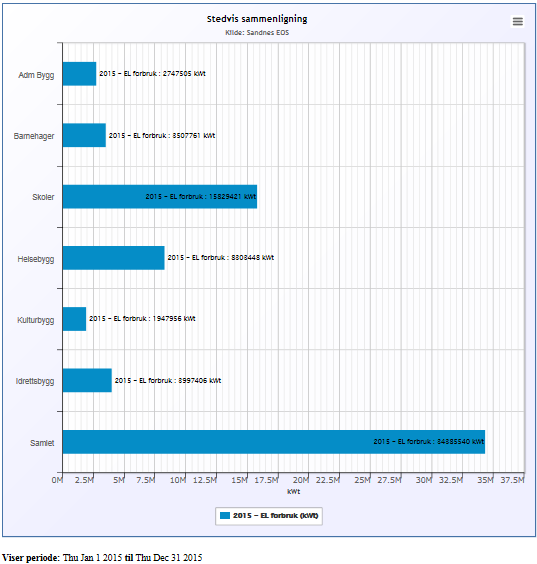 Stedvis sammenligning
Kilde: Sandnes EOS
Adm Bygg
2015 - EL forbruk : 2747505 kWt
Barnehager
2015 - EL forbruk : 3507761 kWt
Skoler
2015 - EL forbruk : 15829421 kWt
Helsebygg
2015 - EL forbruk : 8303448 kWt
Kulturbygg
2015 - EL forbruk : 1947956 kWt
Idrettsbygg
2015 - EL forbruk : 3997406 kWt
Samlet
2015 - EL forbruk : kWt
0M 2.5M 5M 7.5M 10M 12.5M 15M 17.5M 20M 22.5M 25M 27.5M 30M 32.5M 35M 37.5M
kWt
2015 - EL forbruk (kWt)
Viser periode: Thu Jan 1 2015 til Thu Dec 31 2015